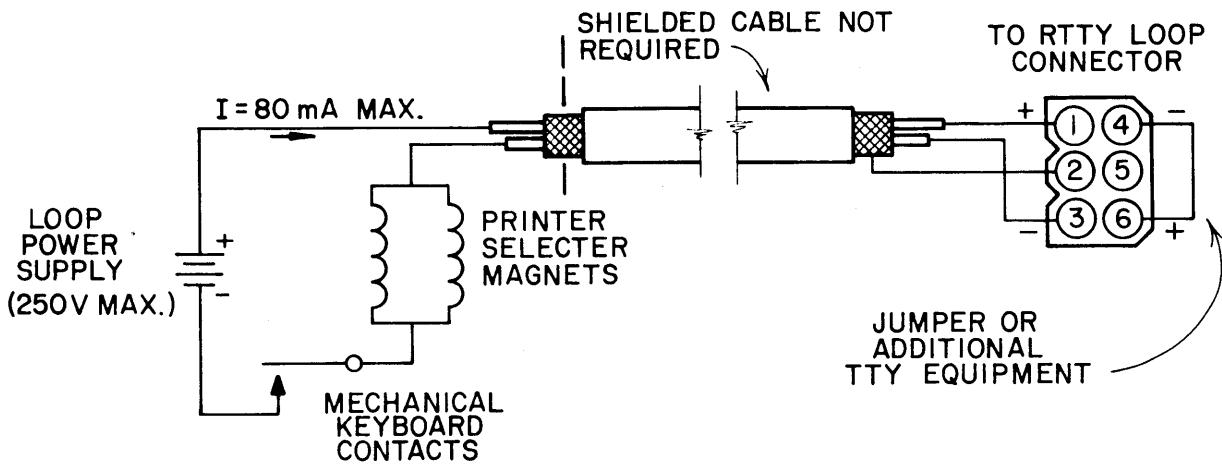 SHIELDED CABLE NOT
REQUIRED
TO RTTY LOOP
CONNECTOR
I = 80 mA MAX.
+
-
1
4
2
5
3
6
-
+
LOOP
POWER
SUPPLY
(250V MAX.)
+
-
PRINTER
SELECTER
MAGNETS
JUMPER OR
ADDITIONAL
TTY EQUIPMENT
MECHANICAL
KEYBOARD
CONTACTS